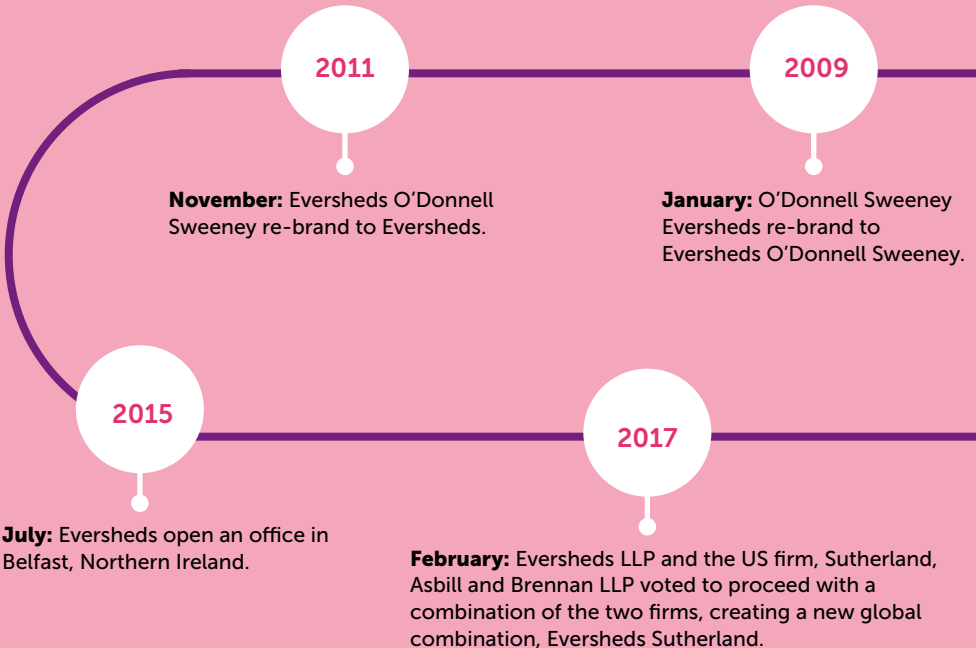 2011
November: Eversheds O'Donnell
Sweeney re-brand to Eversheds.
2009
January: O'Donnell Sweeney
Eversheds re-brand to
Eversheds O'Donnell Sweeney.
2015
July: Eversheds open an office in
Belfast, Northern Ireland.
2017
February: Eversheds LLP and the US firm, Sutherland,
Asbill and Brennan LLP voted to proceed with a
combination of the two firms, creating a new global
combination, Eversheds Sutherland.